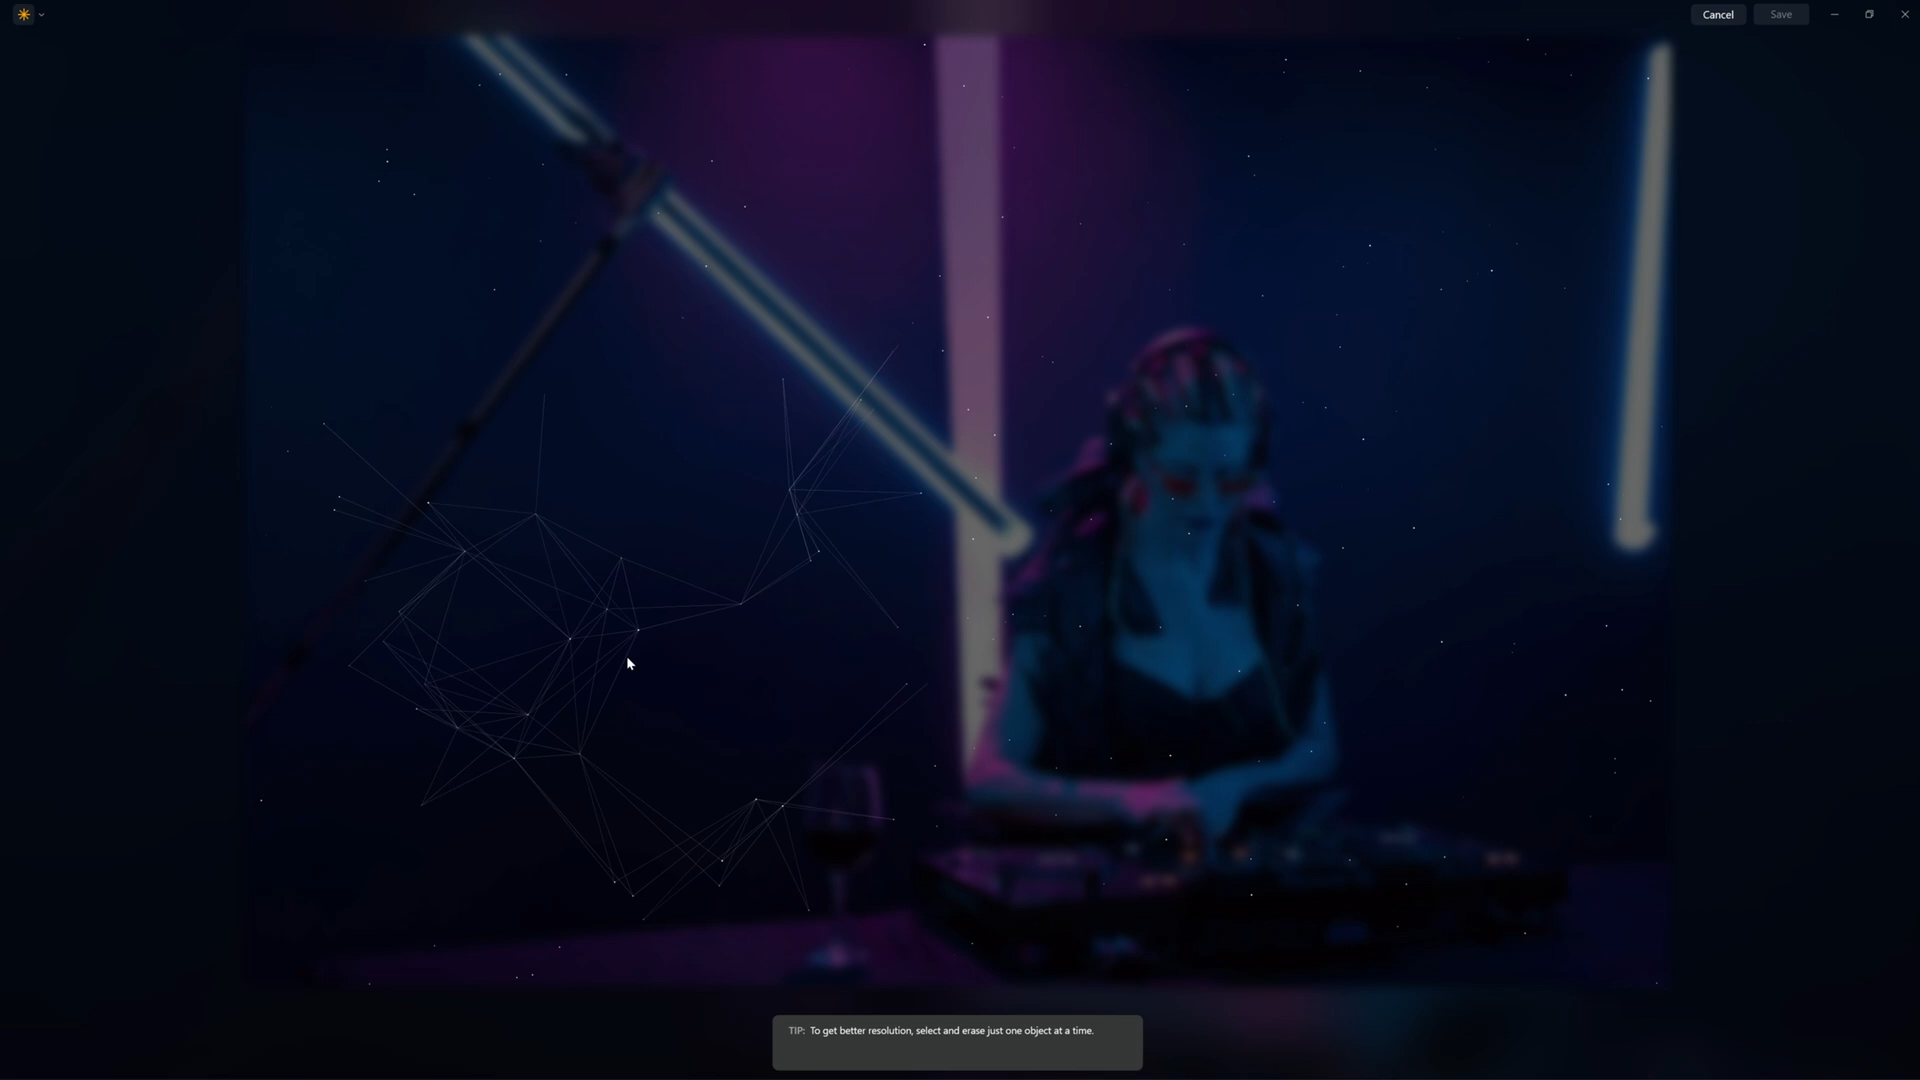 Cancel
Save
TIP: To get better resolution, select and erase just one object at a time.